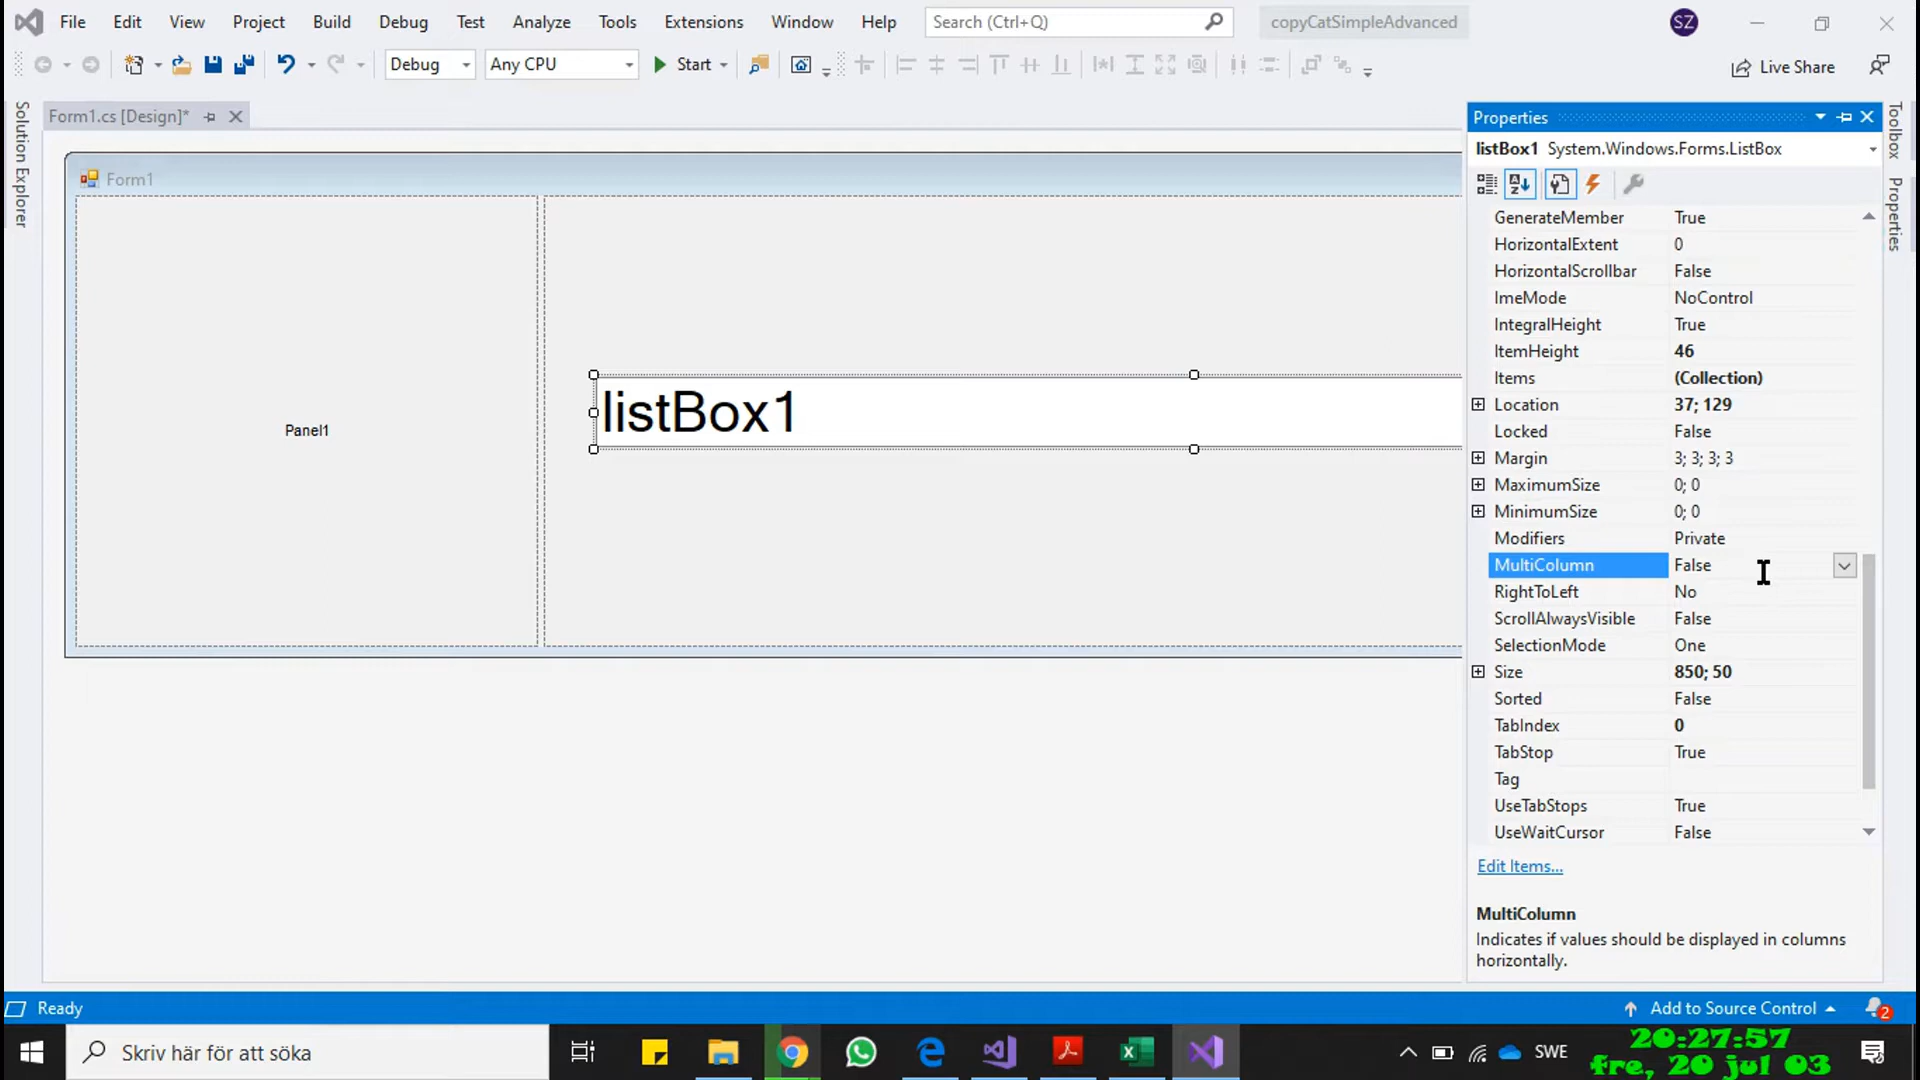 File Edit View Project Build Debug Test Analyze Tools Extensions Window Help Search (Ctrl+Q) copyCatSimpleAdvanced SZ
Debug Any CPU Start Live Share
Solution Explorer
Form1.cs [Design]*
Form1
Panel1
listBox1
Properties
listBox1 System.Windows.Forms.ListBox
GenerateMember True
HorizontalExtent 0
HorizontalScrollbar False
ImeMode NoControl
IntegralHeight True
ItemHeight 46
Items (Collection)
Location 37; 129
Locked False
Margin 3; 3; 3; 3
MaximumSize 0; 0
MinimumSize 0; 0
Modifiers Private
MultiColumn False
RightToLeft No
ScrollAlwaysVisible False
SelectionMode One
Size 850; 50
Sorted False
TabIndex 0
TabStop True
Tag
UseTabStops True
UseWaitCursor False
Edit Items...
MultiColumn
Indicates if values should be displayed in columns
horizontally.
Toolbox
Properties
Ready Add to Source Control 2
Skriv här för att söka SWE
20:27:57
fre, 20 jul 03